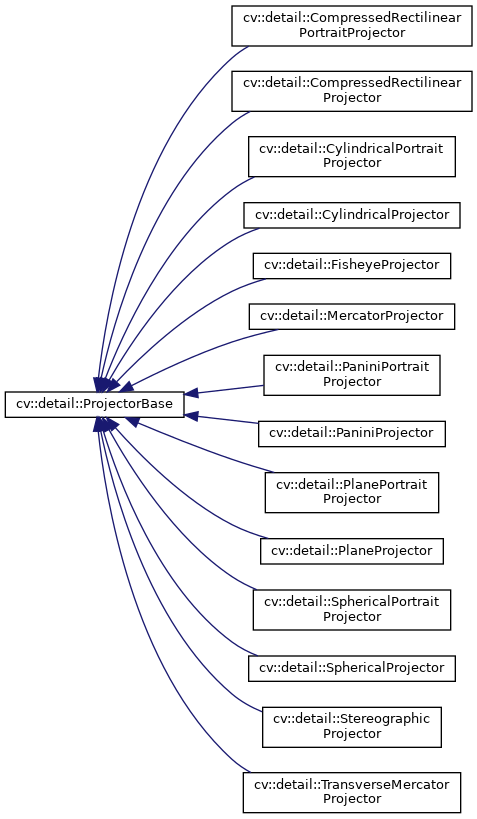 cv::detail::CompressedRectilinear
PortraitProjector
cv::detail::CompressedRectilinear
Projector
cv::detail::CylindricalPortrait
Projector
cv::detail::CylindricalProjector
cv::detail::FisheyeProjector
cv::detail::MercatorProjector
cv::detail::PaniniPortrait
Projector
cv::detail::ProjectorBase
cv::detail::PaniniProjector
cv::detail::PlanePortrait
Projector
cv::detail::PlaneProjector
cv::detail::SphericalPortrait
Projector
cv::detail::SphericalProjector
cv::detail::Stereographic
Projector
cv::detail::TransverseMercator
Projector